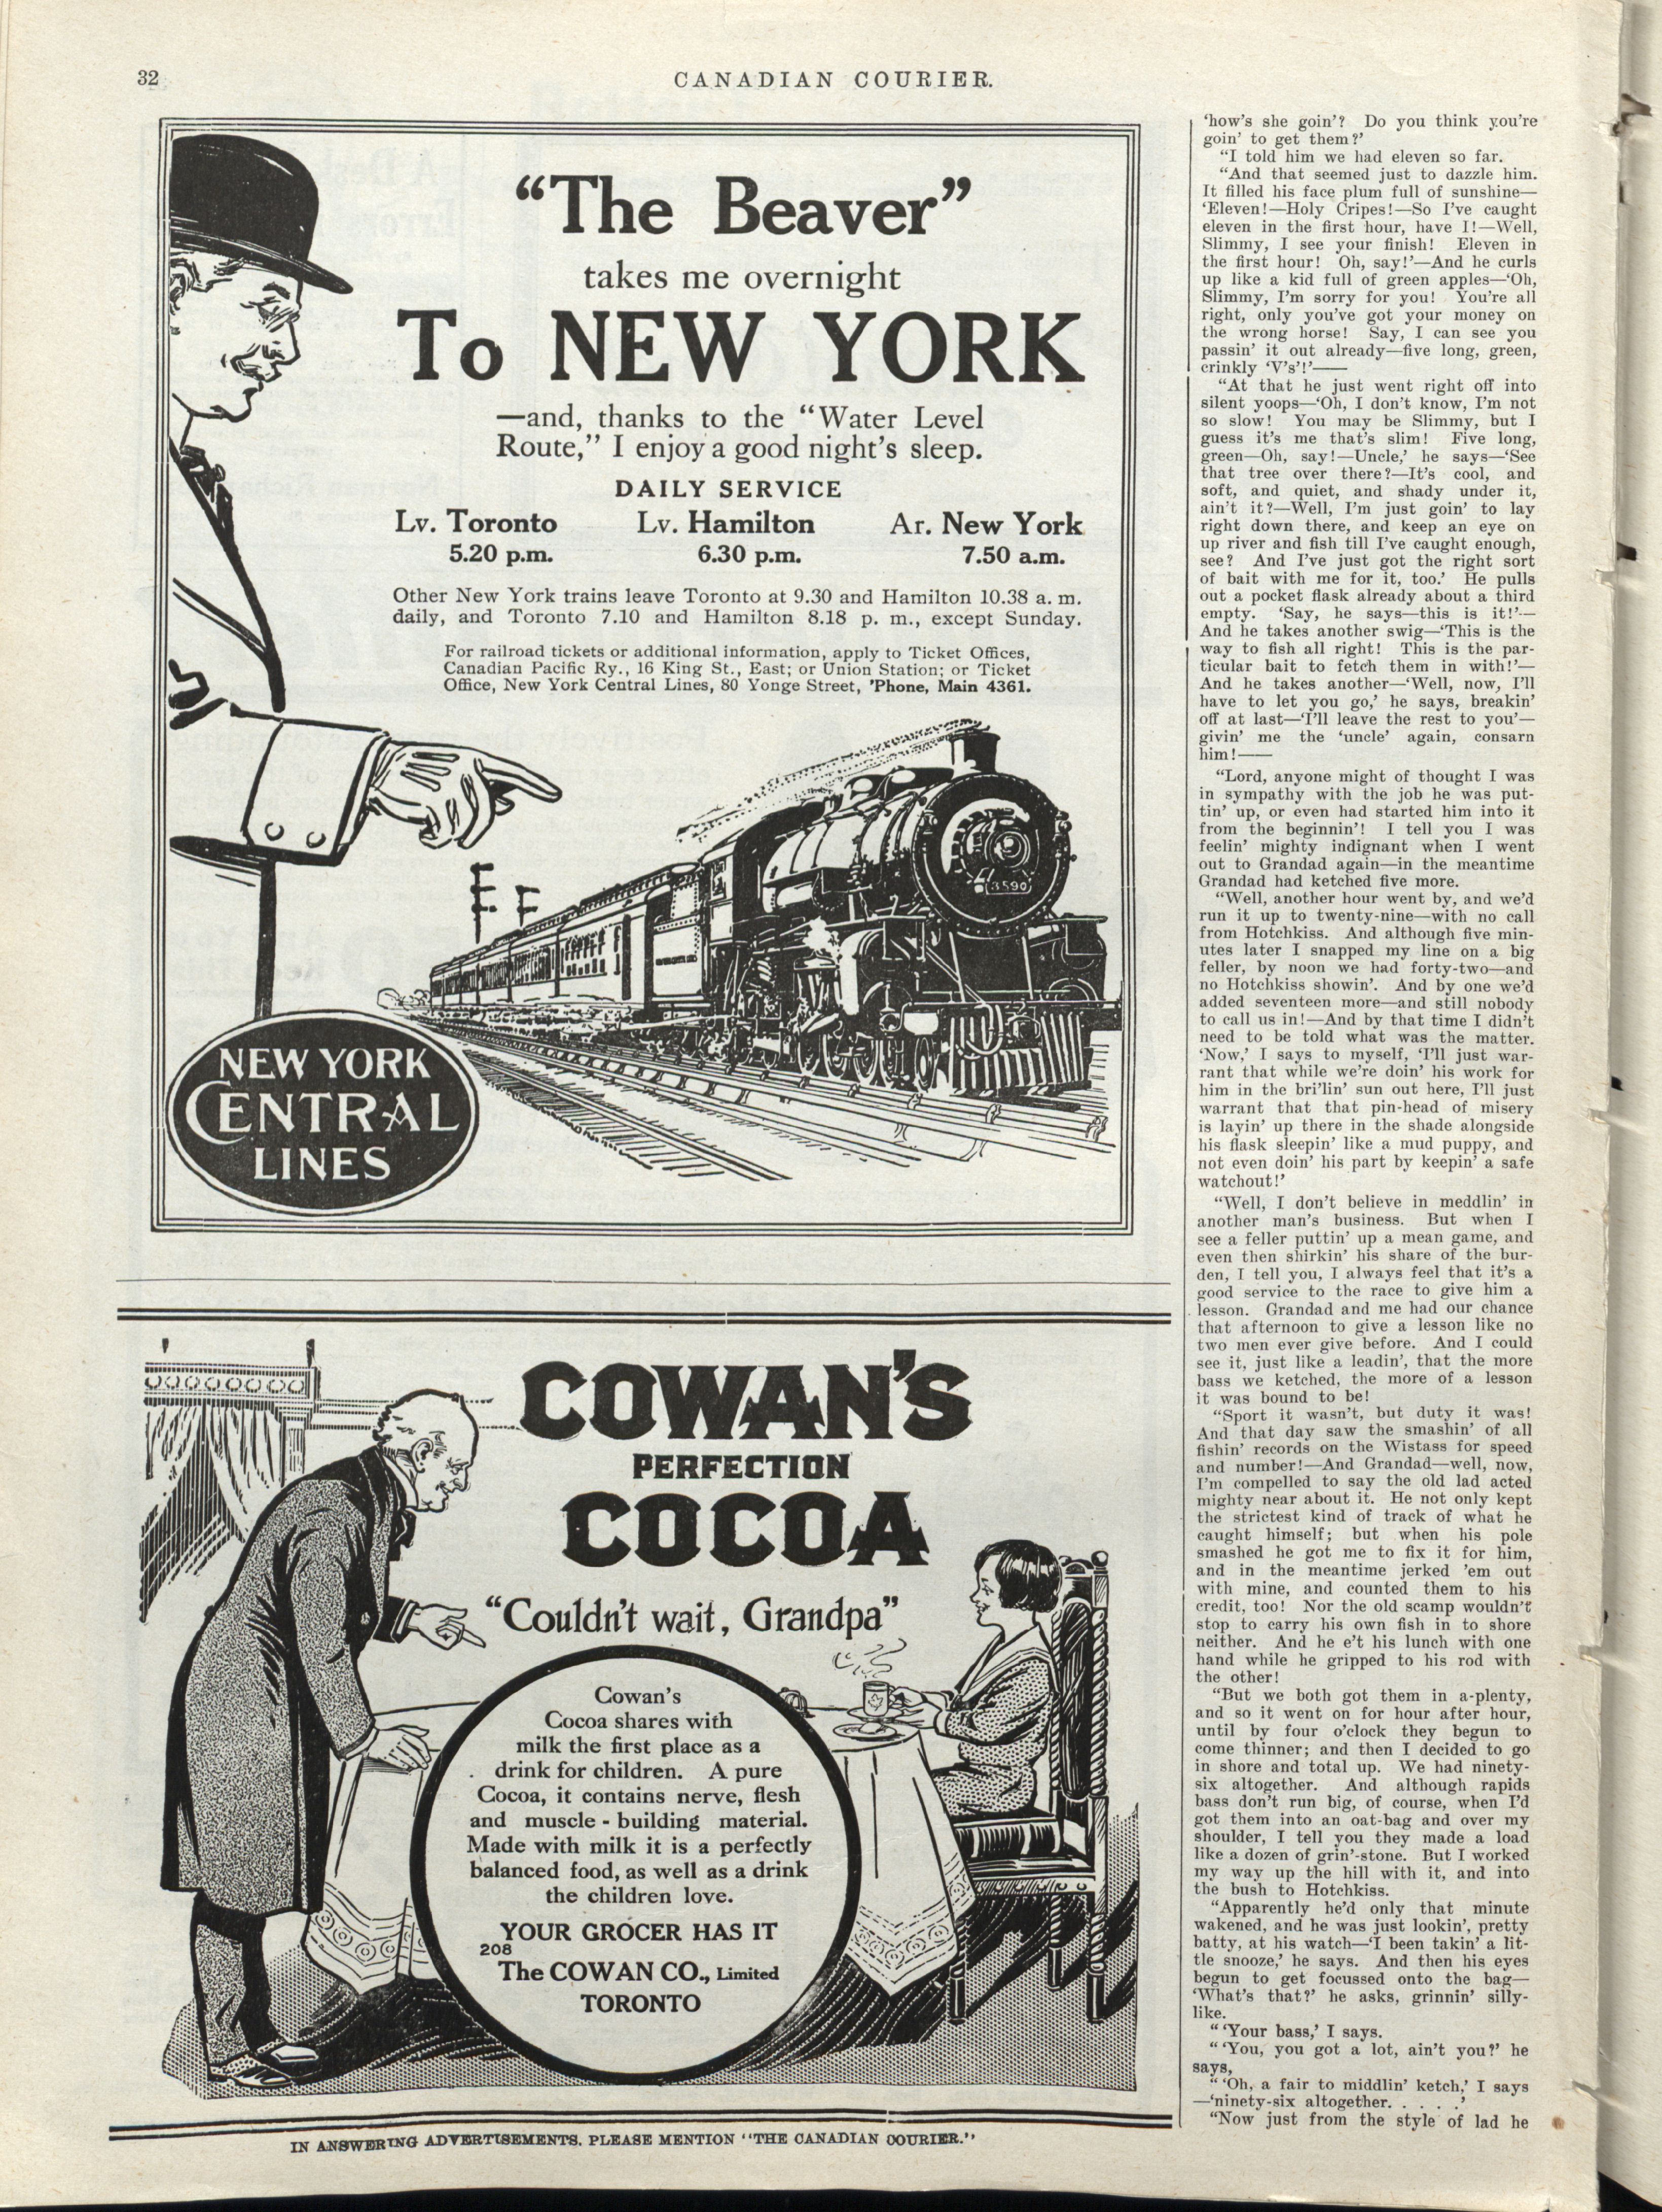 32
CANADIAN COURIER.
“The Beaver”
takes me overnight
To NEW YORK
—and, thanks to the “Water Level
Route,” I enjoy a good night's sleep.
DAILY SERVICE
Lv. Toronto Lv. Hamilton Ar. New York
5.20 p.m. 6.30 p.m. 7.50 a.m.
Other New York trains leave Toronto at 9.30 and Hamilton 10.38 a. m.
daily, and Toronto 7.10 and Hamilton 8.18 p. m., except Sunday.
For railroad tickets or additional information, apply to Ticket Offices,
Canadian Pacific Ry., 16 King St., East; or Union Station; or Ticket
Office, New York Central Lines, 80 Yonge Street, 'Phone, Main 4361.
3590
NEW YORK
CENTRAL
LINES
COWAN'S
PERFECTION
COCOA
“Couldn't wait, Grandpa”
Cowan's
Cocoa shares with
milk the first place as a
drink for children. A pure
Cocoa, it contains nerve, flesh
and muscle - building material.
Made with milk it is a perfectly
balanced food, as well as a drink
the children love.
YOUR GROCER HAS IT
208
The COWAN CO., Limited
TORONTO
‘how's she goin'? Do you think you're
goin' to get them?’
“I told him we had eleven so far.
“And that seemed just to dazzle him.
It filled his face plum full of sunshine—
‘Eleven!—Holy Cripes!—So I've caught
eleven in the first hour, have I!—Well,
Slimmy, I see your finish! Eleven in
the first hour! Oh, say!’—And he curls
up like a kid full of green apples—‘Oh,
Slimmy, I'm sorry for you! You're all
right, only you've got your money on
the wrong horse! Say, I can see you
passin' it out already—five long, green,
crinkly ‘V's’!’——
“At that he just went right off into
silent yoops—‘Oh, I don't know, I'm not
so slow! You may be Slimmy, but I
guess it's me that's slim! Five long,
green—Oh, say!—Uncle,’ he says—‘See
that tree over there?—It's cool, and
soft, and quiet, and shady under it,
ain't it?—Well, I'm just goin' to lay
right down there, and keep an eye on
up river and fish till I've caught enough,
see? And I've just got the right sort
of bait with me for it, too.’ He pulls
out a pocket flask already about a third
empty. ‘Say, he says—this is it!’—
And he takes another swig—‘This is the
way to fish all right! This is the par-
ticular bait to fetch them in with!’—
And he takes another—‘Well, now, I'll
have to let you go,’ he says, breakin'
off at last—‘I'll leave the rest to you’—
givin' me the ‘uncle’ again, consarn
him!——
“Lord, anyone might of thought I was
in sympathy with the job he was put-
tin' up, or even had started him into it
from the beginnin'! I tell you I was
feelin' mighty indignant when I went
out to Grandad again—in the meantime
Grandad had ketched five more.
“Well, another hour went by, and we'd
run it up to twenty-nine—with no call
from Hotchkiss. And although five min-
utes later I snapped my line on a big
feller, by noon we had forty-two—and
no Hotchkiss showin'. And by one we'd
added seventeen more—and still nobody
to call us in!—And by that time I didn't
need to be told what was the matter.
‘Now,’ I says to myself, ‘I'll just war-
rant that while we're doin' his work for
him in the bri'lin' sun out here, I'll just
warrant that that pin-head of misery
is layin' up there in the shade alongside
his flask sleepin' like a mud puppy, and
not even doin' his part by keepin' a safe
watchout!’
“Well, I don't believe in meddlin' in
another man's business. But when I
see a feller puttin' up a mean game, and
even then shirkin' his share of the bur-
den, I tell you, I always feel that it's a
good service to the race to give him a
lesson. Grandad and me had our chance
that afternoon to give a lesson like no
two men ever give before. And I could
see it, just like a leadin', that the more
bass we ketched, the more of a lesson
it was bound to be!
“Sport it wasn't, but duty it was!
And that day saw the smashin' of all
fishin' records on the Wistass for speed
and number!—And Grandad—well, now,
I'm compelled to say the old lad acted
mighty near about it. He not only kept
the strictest kind of track of what he
caught himself; but when his pole
smashed he got me to fix it for him,
and in the meantime jerked 'em out
with mine, and counted them to his
credit, too! Nor the old scamp wouldn't
stop to carry his own fish in to shore
neither. And he e't his lunch with one
hand while he gripped to his rod with
the other!
“But we both got them in a-plenty,
and so it went on for hour after hour,
until by four o'clock they begun to
come thinner; and then I decided to go
in shore and total up. We had ninety-
six altogether. And although rapids
bass don't run big, of course, when I'd
got them into an oat-bag and over my
shoulder, I tell you they made a load
like a dozen of grin'-stone. But I worked
my way up the hill with it, and into
the bush to Hotchkiss.
“Apparently he'd only that minute
wakened, and he was just lookin', pretty
batty, at his watch—‘I been takin' a lit-
tle snooze,’ he says. And then his eyes
begun to get focussed onto the bag—
‘What's that?’ he asks, grinnin' silly-
like.
“‘Your bass,’ I says.
“‘You, you got a lot, ain't you?’ he
says,
“‘Oh, a fair to middlin' ketch,’ I says
—‘ninety-six altogether. . . . .’
“Now just from the style of lad he
IN ANSWERING ADVERTISEMENTS, PLEASE MENTION “THE CANADIAN COURIER.”